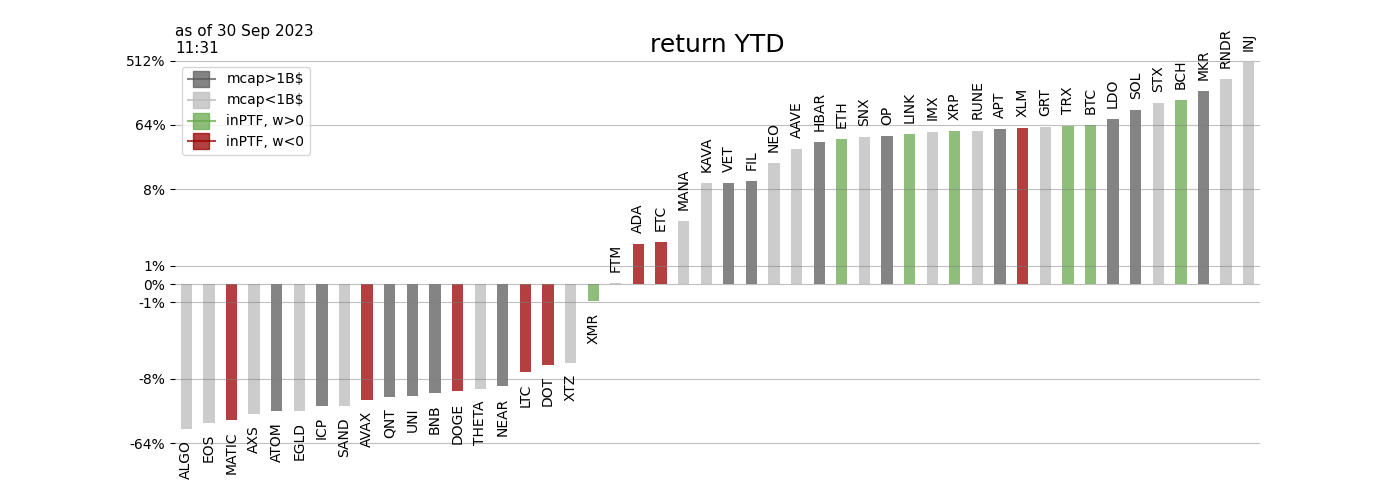 as of 30 Sep 2023
11:31
return YTD
512%
64%
8%
1%
0%
-1%
-8%
-64%
mcap>1B$
mcap<1B$
inPTF, w>0
inPTF, w<0
ALGO
EOS
MATIC
AXS
ATOM
EGLD
ICP
SAND
AVAX
QNT
UNI
BNB
DOGE
THETA
NEAR
LTC
DOT
XTZ
XMR
FTM
ADA
ETC
MANA
KAVA
VET
FIL
NEO
AAVE
HBAR
ETH
SNX
OP
LINK
IMX
XRP
RUNE
APT
XLM
GRT
TRX
BTC
LDO
SOL
STX
BCH
MKR
RNDR
INJ